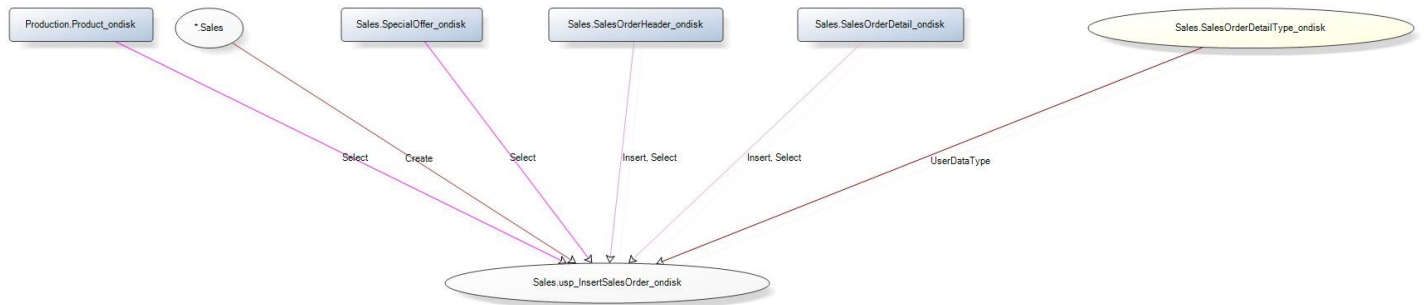 Production.Product_ondisk
*.Sales
Sales.SpecialOffer_ondisk
Sales.SalesOrderHeader_ondisk
Sales.SalesOrderDetail_ondisk
Sales.SalesOrderDetailType_ondisk
Select
Create
Select
Insert, Select
Insert, Select
UserDataType
Sales.usp_InsertSalesOrder_ondisk